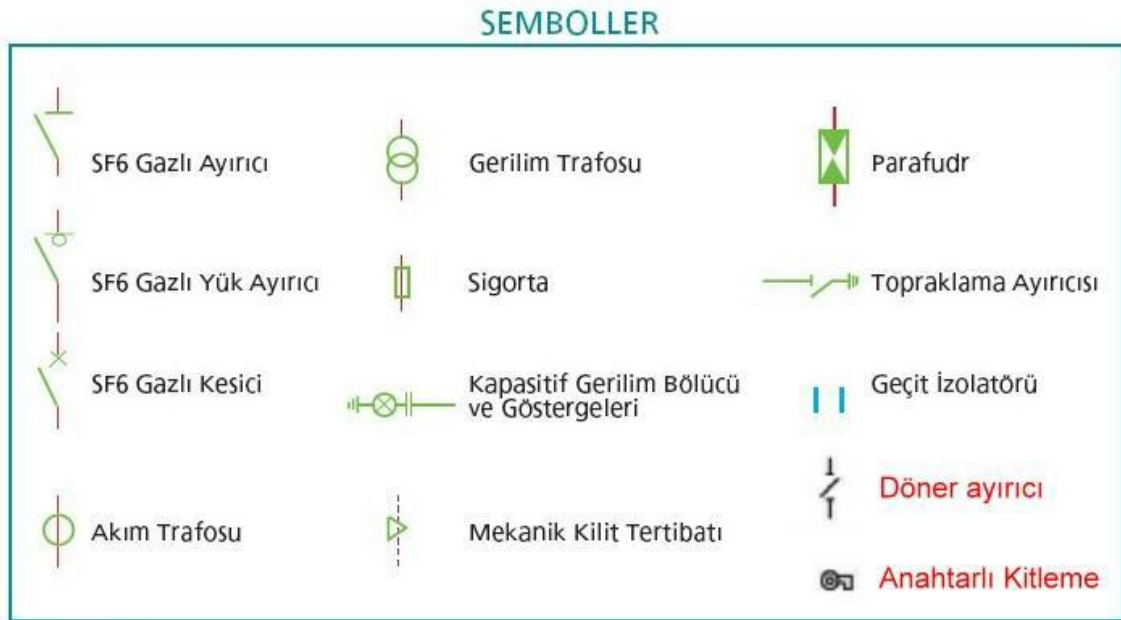 SEMBOLLER
SF6 Gazlı Ayırıcı
SF6 Gazlı Yük Ayırıcı
SF6 Gazlı Kesici
Akım Trafosu
Gerilim Trafosu
Sigorta
Kapasitif Gerilim Bölücü
ve Göstergeleri
Mekanik Kilit Tertibatı
Parafudr
Topraklama Ayırıcısı
Geçit İzolatörü
Döner ayırıcı
Anahtarlı Kitleme